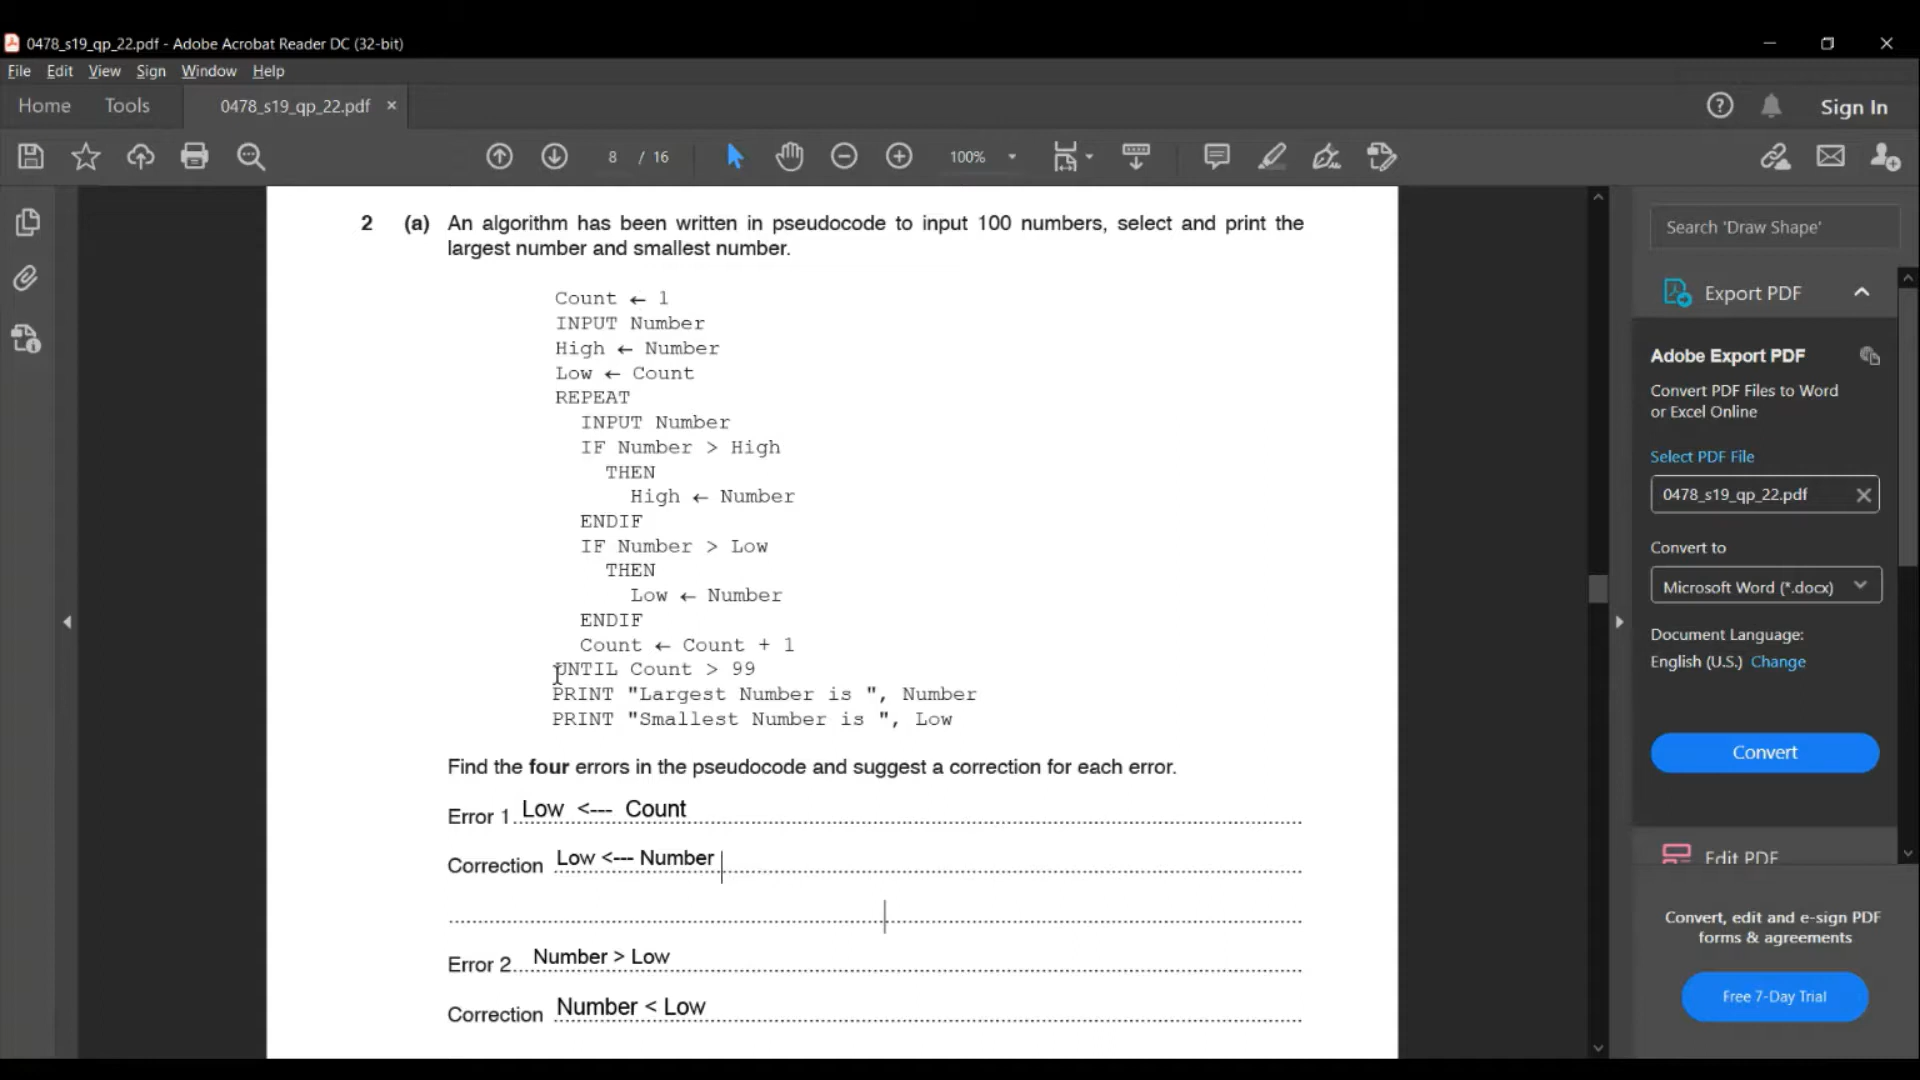 0478_s19_qp_22.pdf - Adobe Acrobat Reader DC (32-bit)
File Edit View Sign Window Help
Home Tools 0478_s19_qp_22.pdf × Sign In
8 / 16 100%
2 (a) An algorithm has been written in pseudocode to input 100 numbers, select and print the
largest number and smallest number.
Count ← 1
INPUT Number
High ← Number
Low ← Count
REPEAT
INPUT Number
IF Number > High
THEN
High ← Number
ENDIF
IF Number > Low
THEN
Low ← Number
ENDIF
Count ← Count + 1
UNTIL Count > 99
PRINT "Largest Number is ", Number
PRINT "Smallest Number is ", Low
Find the four errors in the pseudocode and suggest a correction for each error.
Error 1 Low <--- Count
Correction Low <--- Number
Error 2 Number > Low
Correction Number < Low
Search 'Draw Shape'
Export PDF
Adobe Export PDF
Convert PDF Files to Word
or Excel Online
Select PDF File
0478_s19_qp_22.pdf
Convert to
Microsoft Word (*.docx)
Document Language:
English (U.S.) Change
Convert
Edit PDF
Convert, edit and e-sign PDF
forms & agreements
Free 7-Day Trial